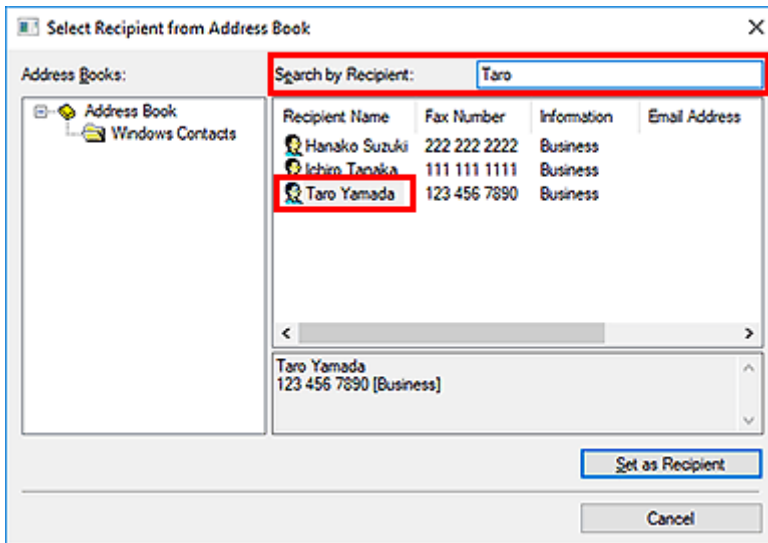 Select Recipient from Address Book
Address Books:
Search by Recipient: Taro
Address Book
Windows Contacts
Recipient Name Fax Number Information Email Address
Hanako Suzuki 222 222 2222 Business
Ichiro Tanaka 111 111 1111 Business
Taro Yamada 123 456 7890 Business
Taro Yamada
123 456 7890 [Business]
Set as Recipient
Cancel